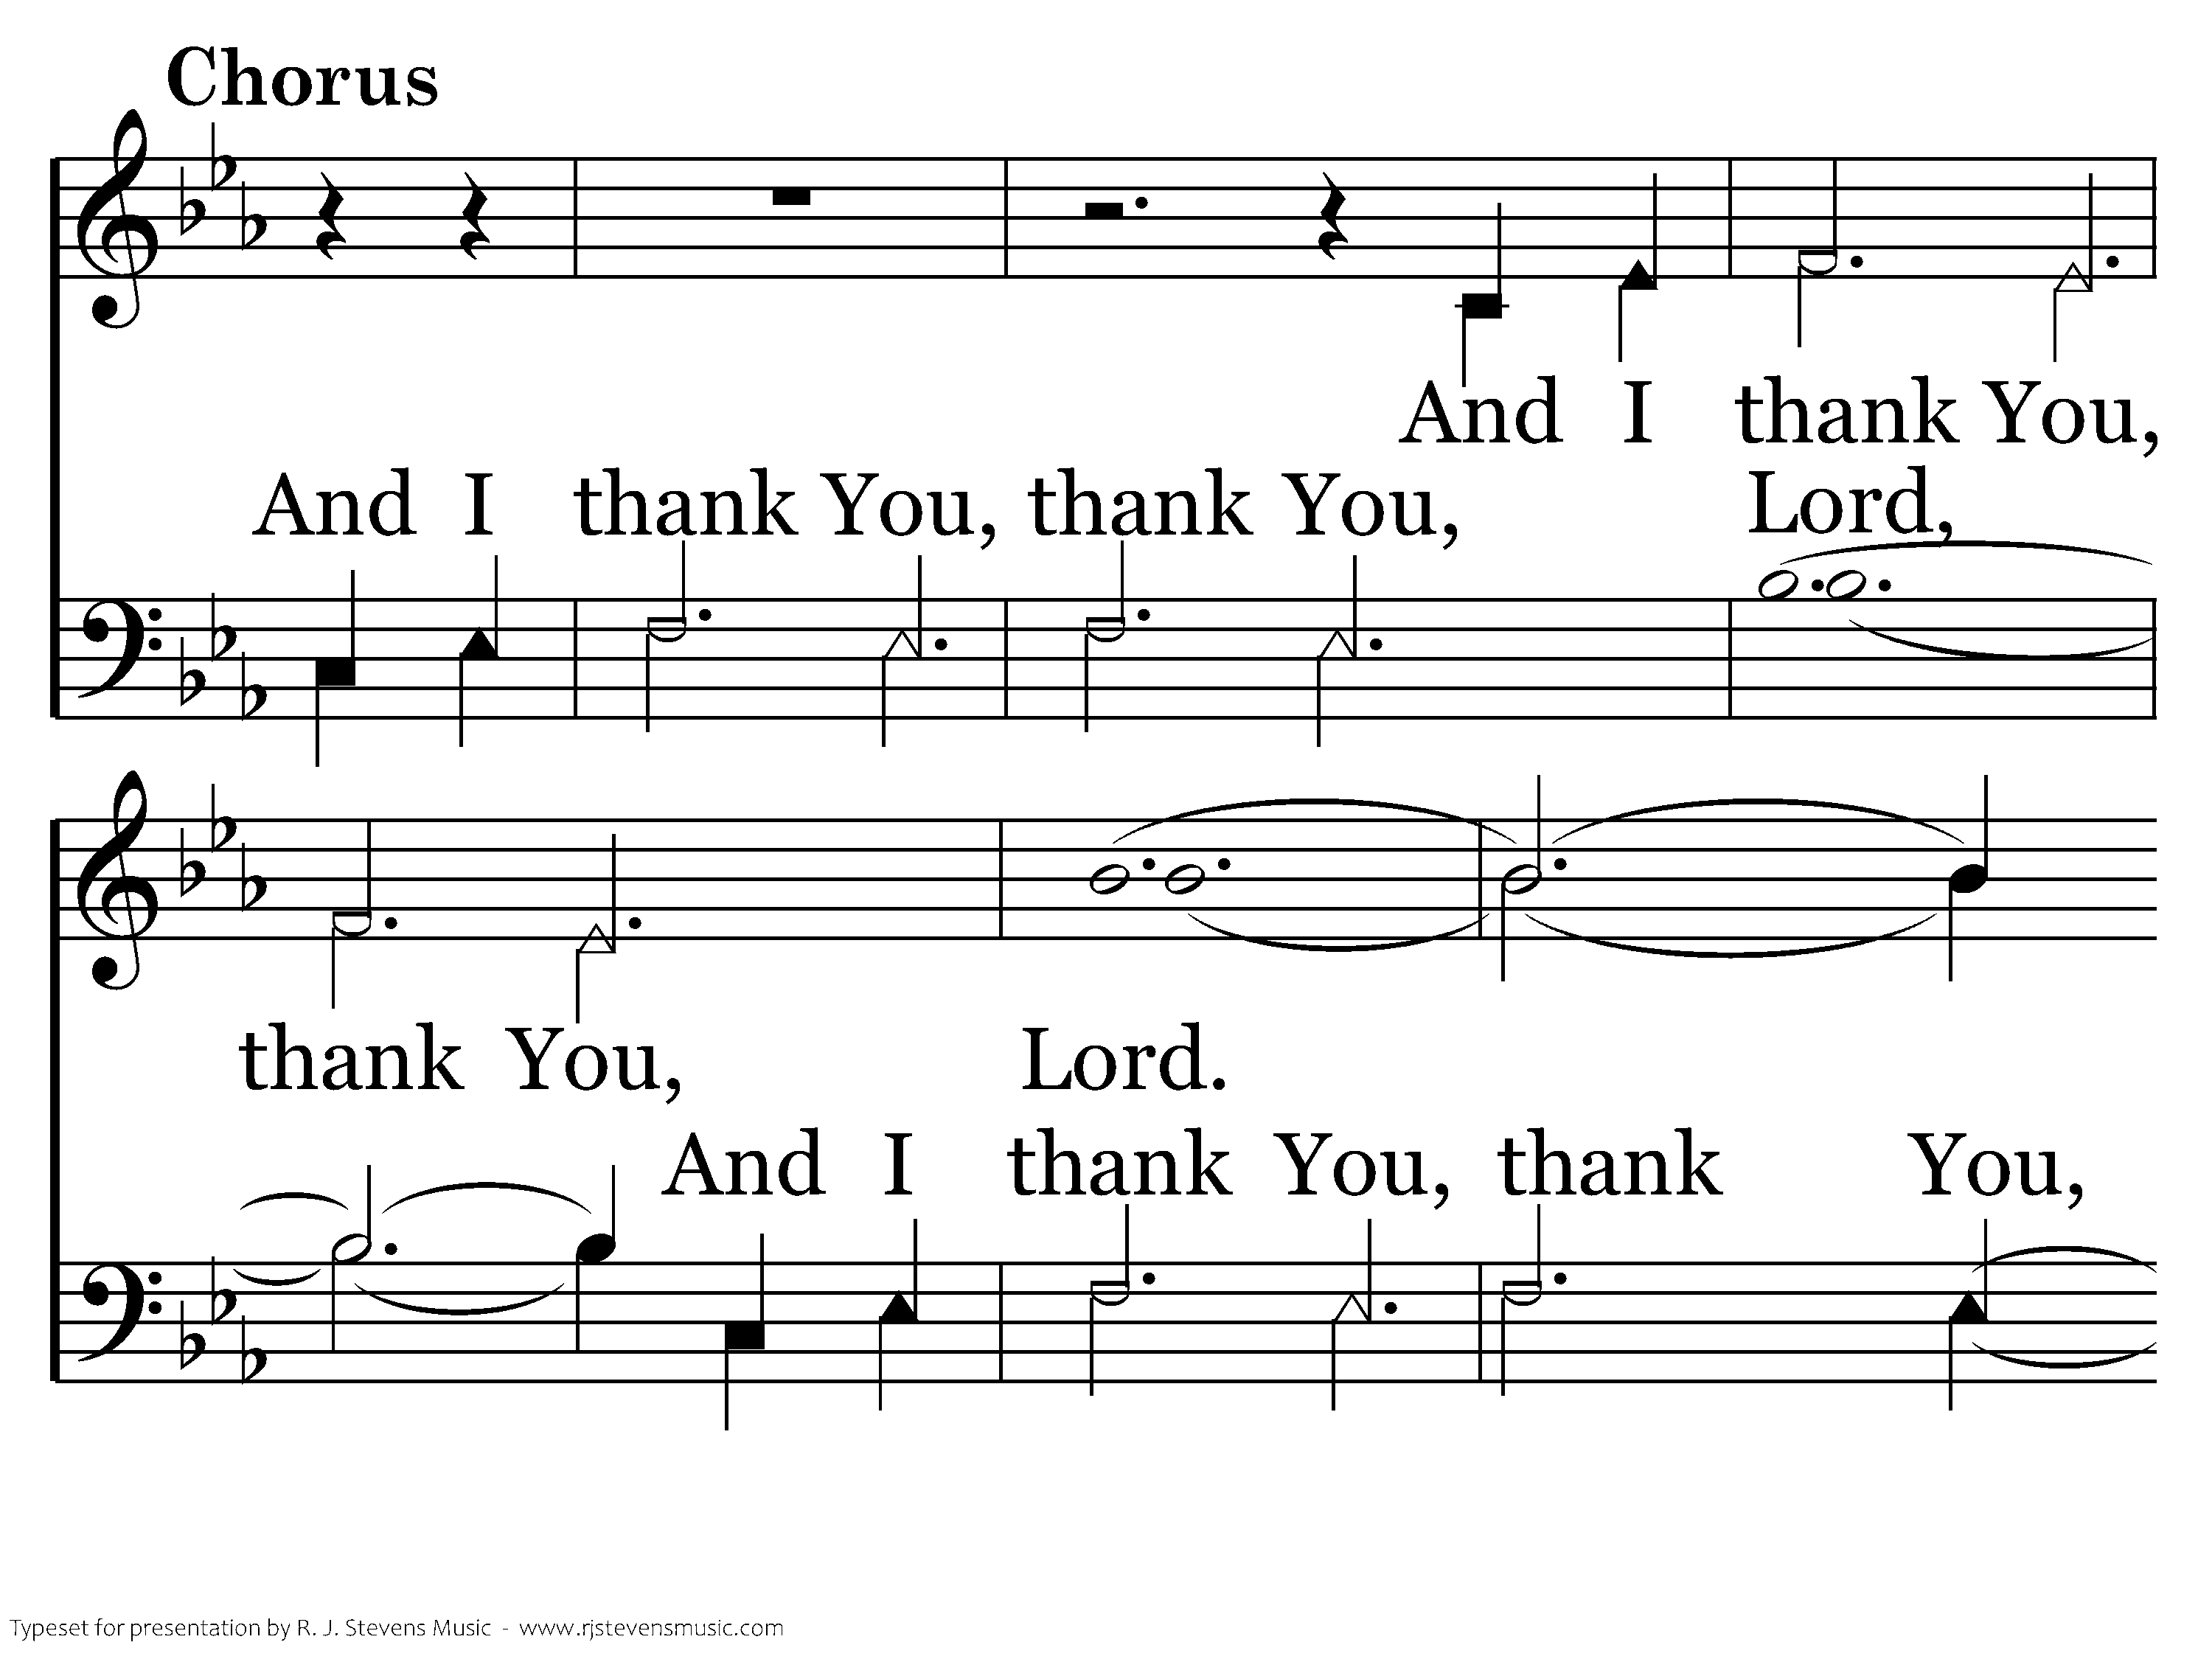 Chorus
And I thank You,
And I thank You, thank You, Lord,
thank You, Lord.
And I thank You, thank You,
Typeset for presentation by R. J. Stevens Music - www.rjstevensmusic.com